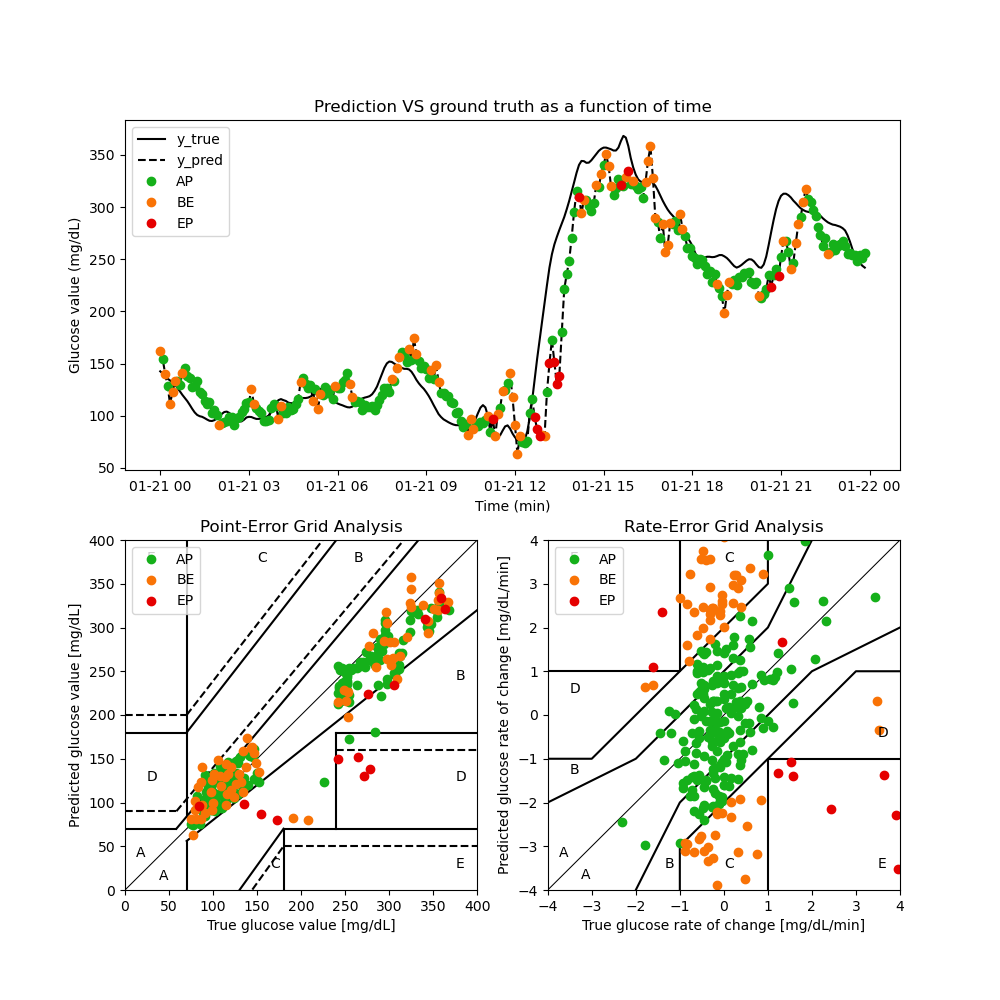 Prediction VS ground truth as a function of time
Glucose value (mg/dL)
350
300
250
200
150
100
50
y_true
y_pred
AP
BE
EP
01-21 00 01-21 03 01-21 06 01-21 09 01-21 12 01-21 15 01-21 18 01-21 21 01-22 00
Time (min)
Point-Error Grid Analysis
Predicted glucose value [mg/dL]
400
350
300
250
200
150
100
50
0
AP
BE
EP
C B
B
D D
A
A
C E
0 50 100 150 200 250 300 350 400
True glucose value [mg/dL]
Rate-Error Grid Analysis
Predicted glucose rate of change [mg/dL/min]
4
3
2
1
0
−1
−2
−3
−4
AP
BE
EP
C
D
D
B
A
A
B C E
−4 −3 −2 −1 0 1 2 3 4
True glucose rate of change [mg/dL/min]